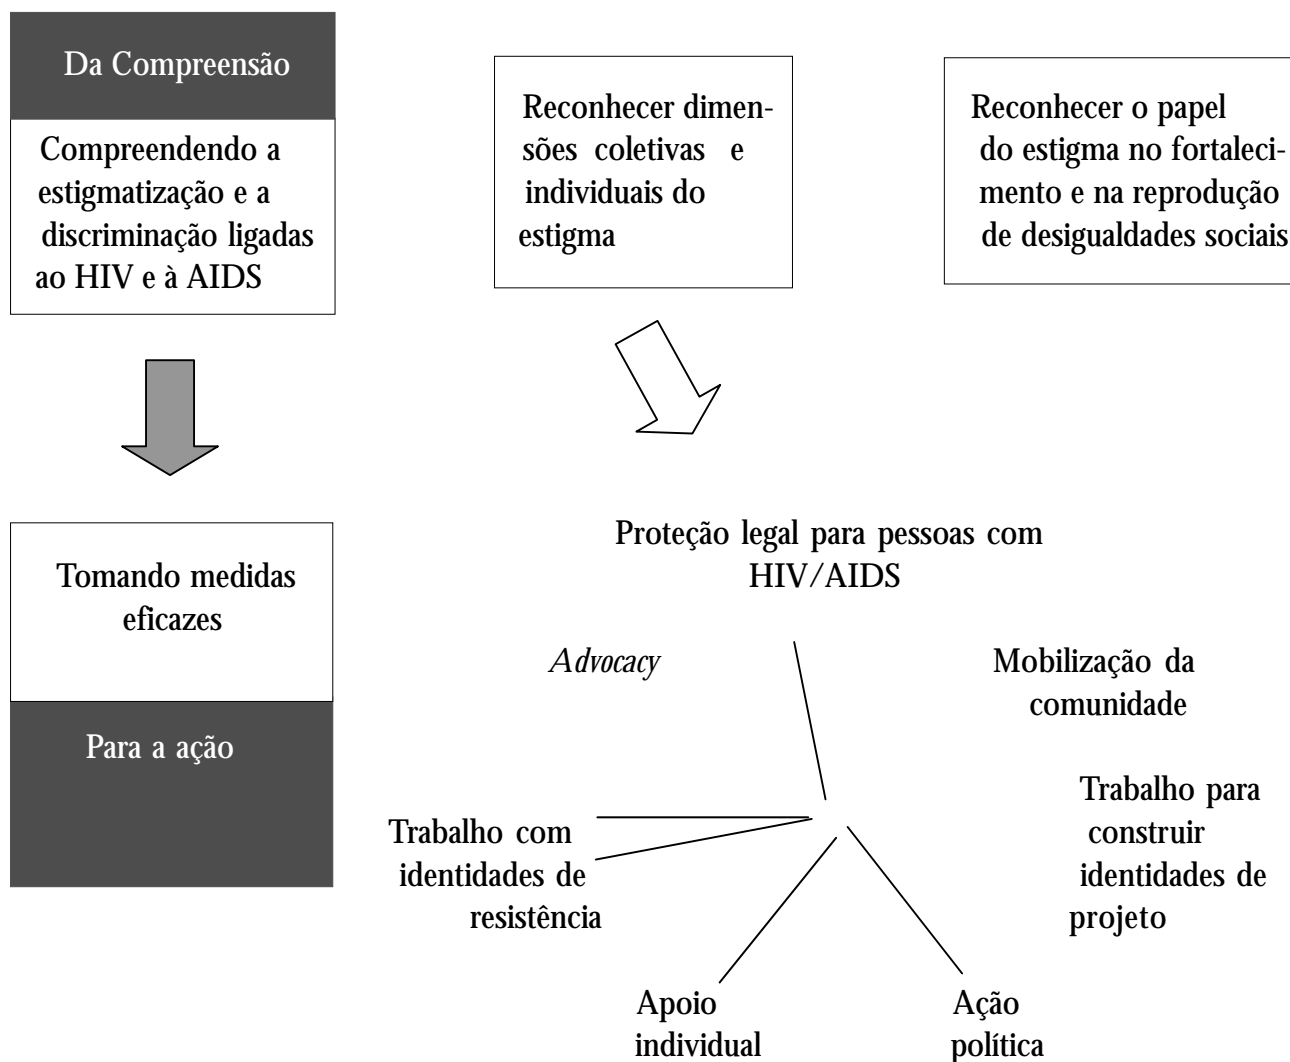 Da Compreensão
Compreendendo a
estigmatização e a
discriminação ligadas
ao HIV e à AIDS
Reconhecer dimen-
sões coletivas e
individuais do
estigma
Reconhecer o papel
do estigma no fortaleci-
mento e na reprodução
de desigualdades sociais
Tomando medidas
eficazes
Para a ação
Proteção legal para pessoas com
HIV/AIDS
Advocacy
Mobilização da
comunidade
Trabalho com
identidades de
resistência
Trabalho para
construir
identidades de
projeto
Apoio
individual
Ação
política